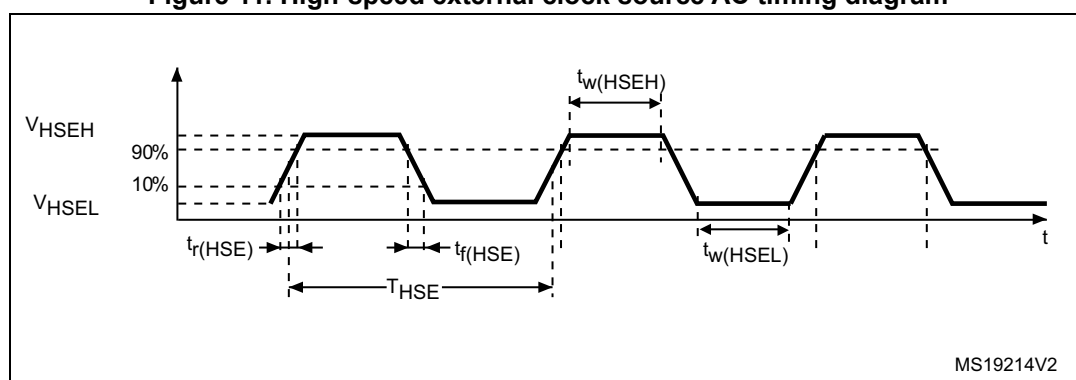 Figure 11. High-speed external clock source AC timing diagram
tw(HSEH)
VHSEH
90%
10%
VHSEL
tr(HSE)
tf(HSE)
tw(HSEL)
t
THSE
MS19214V2